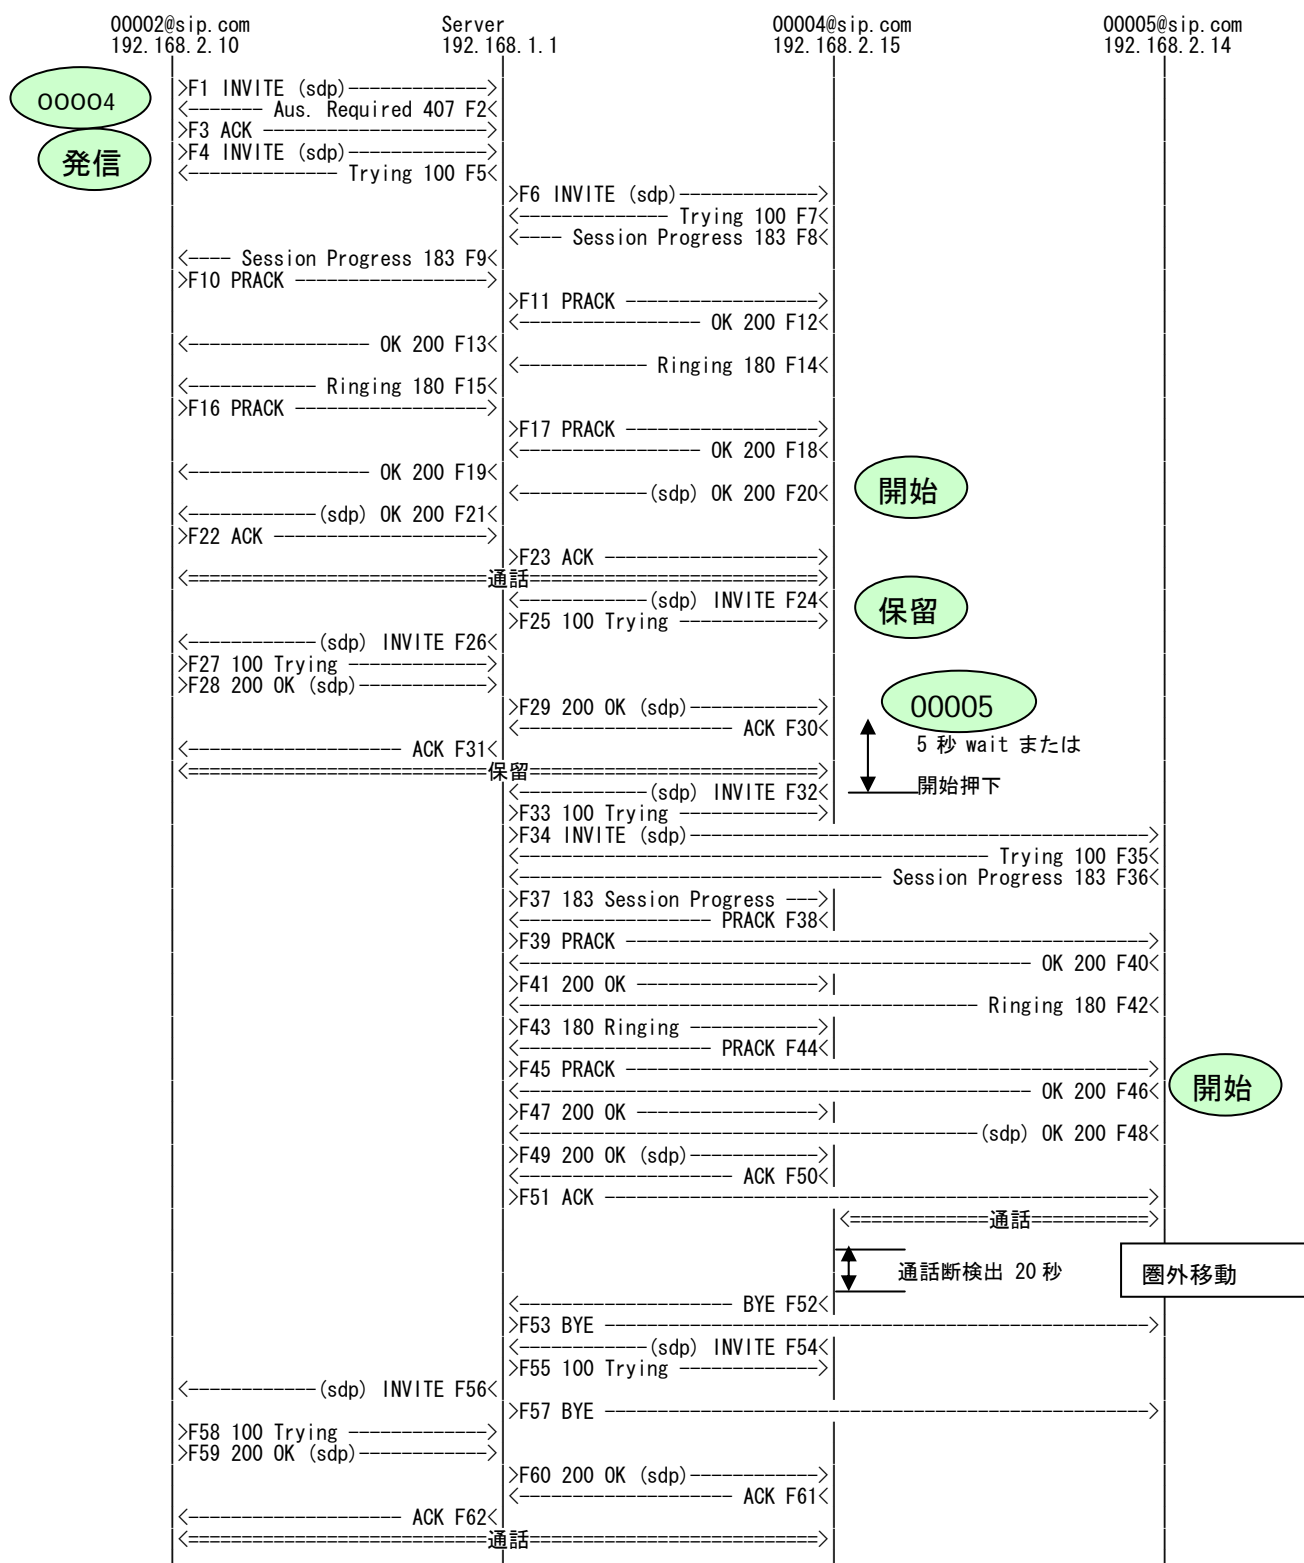 00002@sip.com Server 00004@sip.com 00005@sip.com
192.168.2.10 192.168.1.1 192.168.2.15 192.168.2.14
00004
>F1 INVITE (sdp)------------->
<------- Aus. Required 407 F2<
>F3 ACK --------------------->
発信
>F4 INVITE (sdp)------------->
<-------------- Trying 100 F5<
>F6 INVITE (sdp)------------->
<-------------- Trying 100 F7<
<---- Session Progress 183 F8<
<---- Session Progress 183 F9<
>F10 PRACK ------------------>
>F11 PRACK ------------------>
<----------------- OK 200 F12<
<----------------- OK 200 F13<
<------------ Ringing 180 F14<
<------------ Ringing 180 F15<
>F16 PRACK ------------------>
>F17 PRACK ------------------>
<----------------- OK 200 F18<
<----------------- OK 200 F19<
<------------(sdp) OK 200 F20<
開始
<------------(sdp) OK 200 F21<
>F22 ACK -------------------->
>F23 ACK -------------------->
<============================通話===========================>
<------------(sdp) INVITE F24<
保留
>F25 100 Trying ------------->
<------------(sdp) INVITE F26<
>F27 100 Trying ------------->
>F28 200 OK (sdp)------------>
>F29 200 OK (sdp)------------>
00005
<-------------------- ACK F30<
5 秒 wait または
<-------------------- ACK F31<
<============================保留===========================>
開始押下
<------------(sdp) INVITE F32<
>F33 100 Trying ------------->
>F34 INVITE (sdp)------------------------------------------->
<-------------------------------------------- Trying 100 F35<
<---------------------------------- Session Progress 183 F36<
>F37 183 Session Progress --->|
<------------------ PRACK F38<|
>F39 PRACK ------------------------------------------------->
<------------------------------------------------ OK 200 F40<
>F41 200 OK ----------------->|
<------------------------------------------- Ringing 180 F42<
>F43 180 Ringing ------------>
<------------------ PRACK F44<|
>F45 PRACK ------------------------------------------------->
<------------------------------------------------ OK 200 F46<
開始
>F47 200 OK ----------------->|
<-------------------------------------------(sdp) OK 200 F48<
>F49 200 OK (sdp)------------>
<-------------------- ACK F50<|
>F51 ACK --------------------------------------------------->
<=============通話===========>
通話断検出 20 秒
圏外移動
<-------------------- BYE F52<
>F53 BYE --------------------------------------------------->
<------------(sdp) INVITE F54<
>F55 100 Trying ------------->
<------------(sdp) INVITE F56<
>F57 BYE --------------------------------------------------->
>F58 100 Trying ------------->
>F59 200 OK (sdp)------------>
>F60 200 OK (sdp)------------>
<-------------------- ACK F61<
<-------------------- ACK F62<
<============================通話===========================>